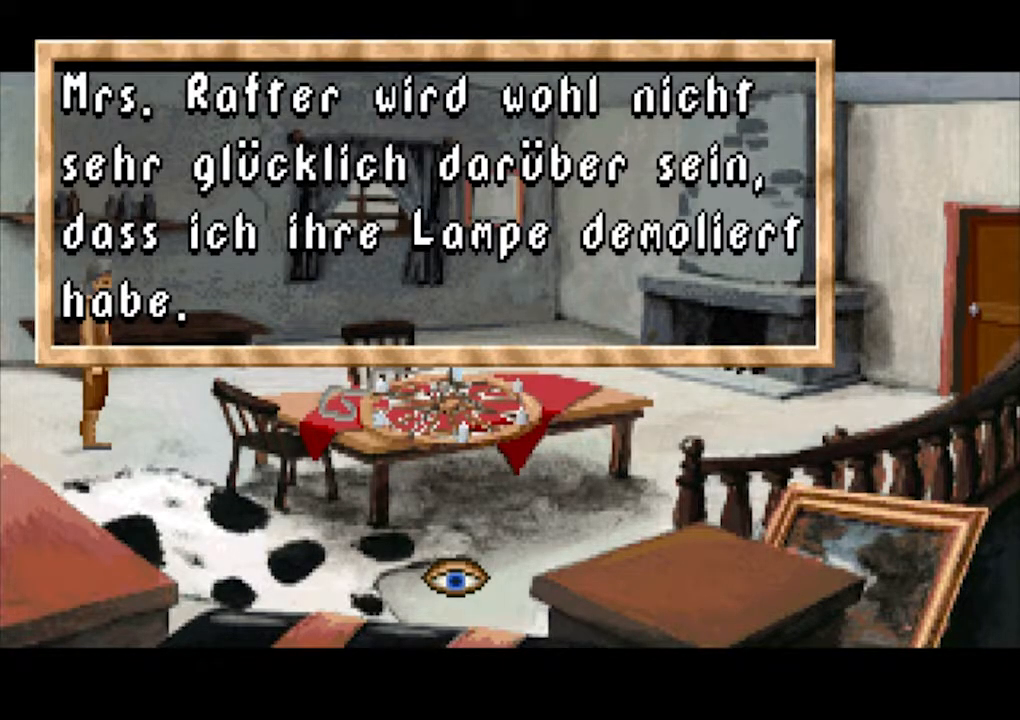 Mrs. Rafter wird wohl nicht
sehr glücklich darüber sein,
dass ich ihre Lampe demoliert
habe.